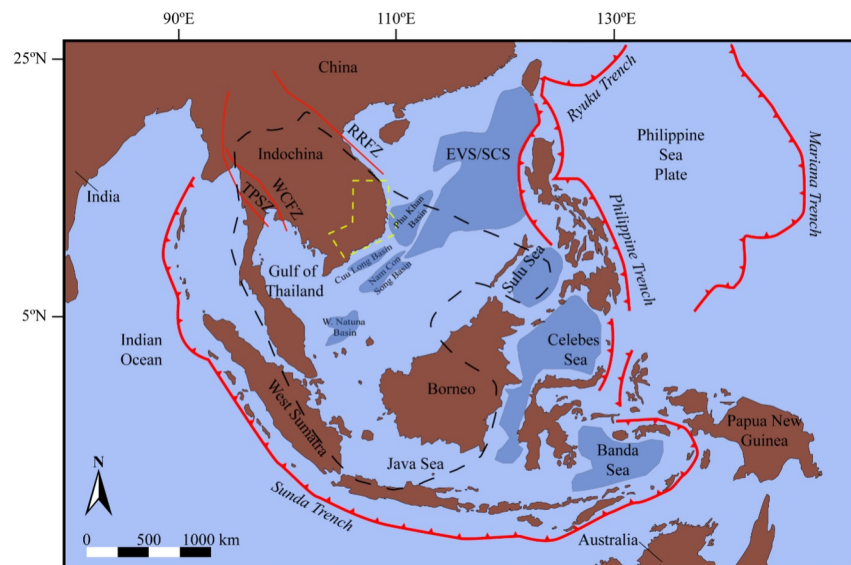 90ºE
110ºE
130ºE
25ºN
5ºN
China
India
Indochina
RRFZ
WCFZ
TPSZ
EVS/SCS
Ryuku Trench
Philippine
Sea
Plate
Mariana Trench
Philippine Trench
Phu Khan
Basin
Cuu Long Basin
Nam Con
Song Basin
Gulf of
Thailand
Sulu Sea
W. Natuna
Basin
Indian
Ocean
Celebes
Sea
Borneo
West Sumatra
Papua New
Guinea
Java Sea
Banda
Sea
Sunda Trench
Australia
N
0 500 1000 km